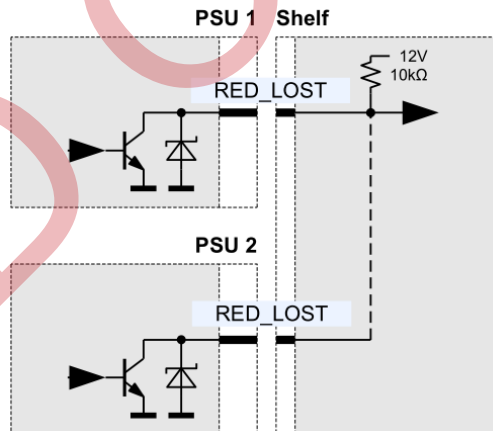 PSU 1 Shelf
12V
10kΩ
RED_LOST
PSU 2
RED_LOST